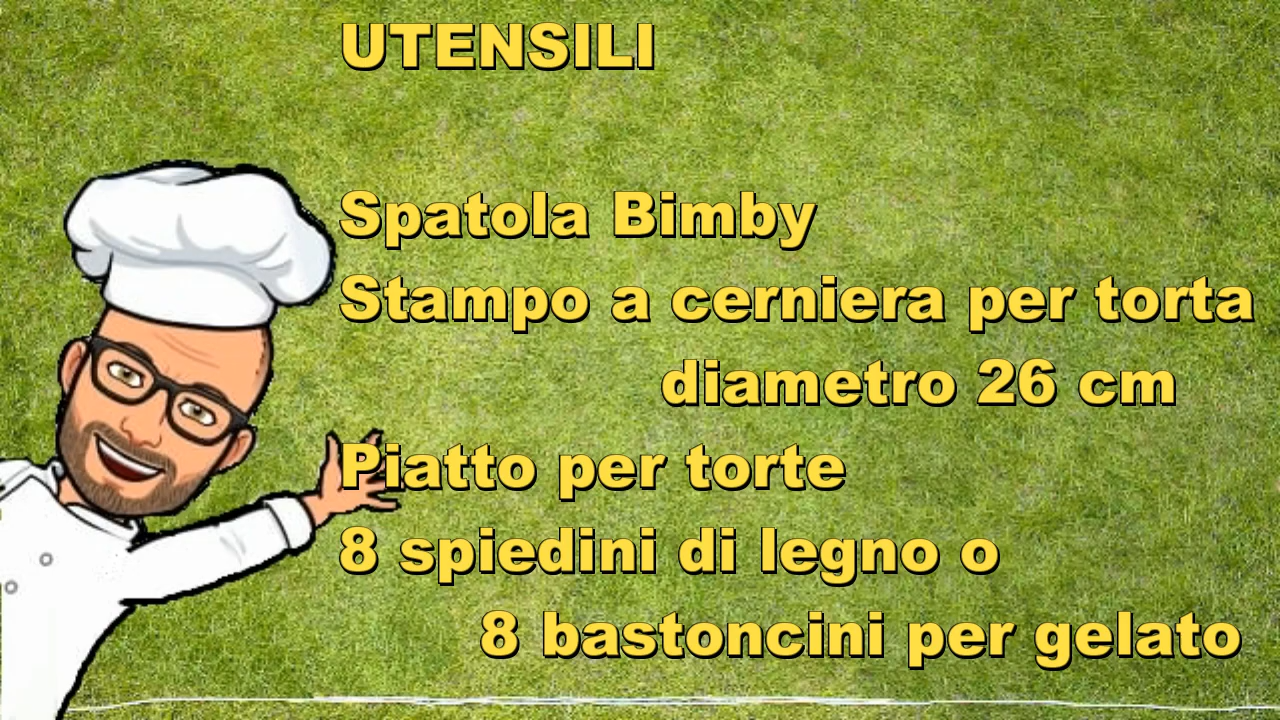 UTENSILI
Spatola Bimby
Stampo a cerniera per torta
diametro 26 cm
Piatto per torte
8 spiedini di legno o
8 bastoncini per gelato